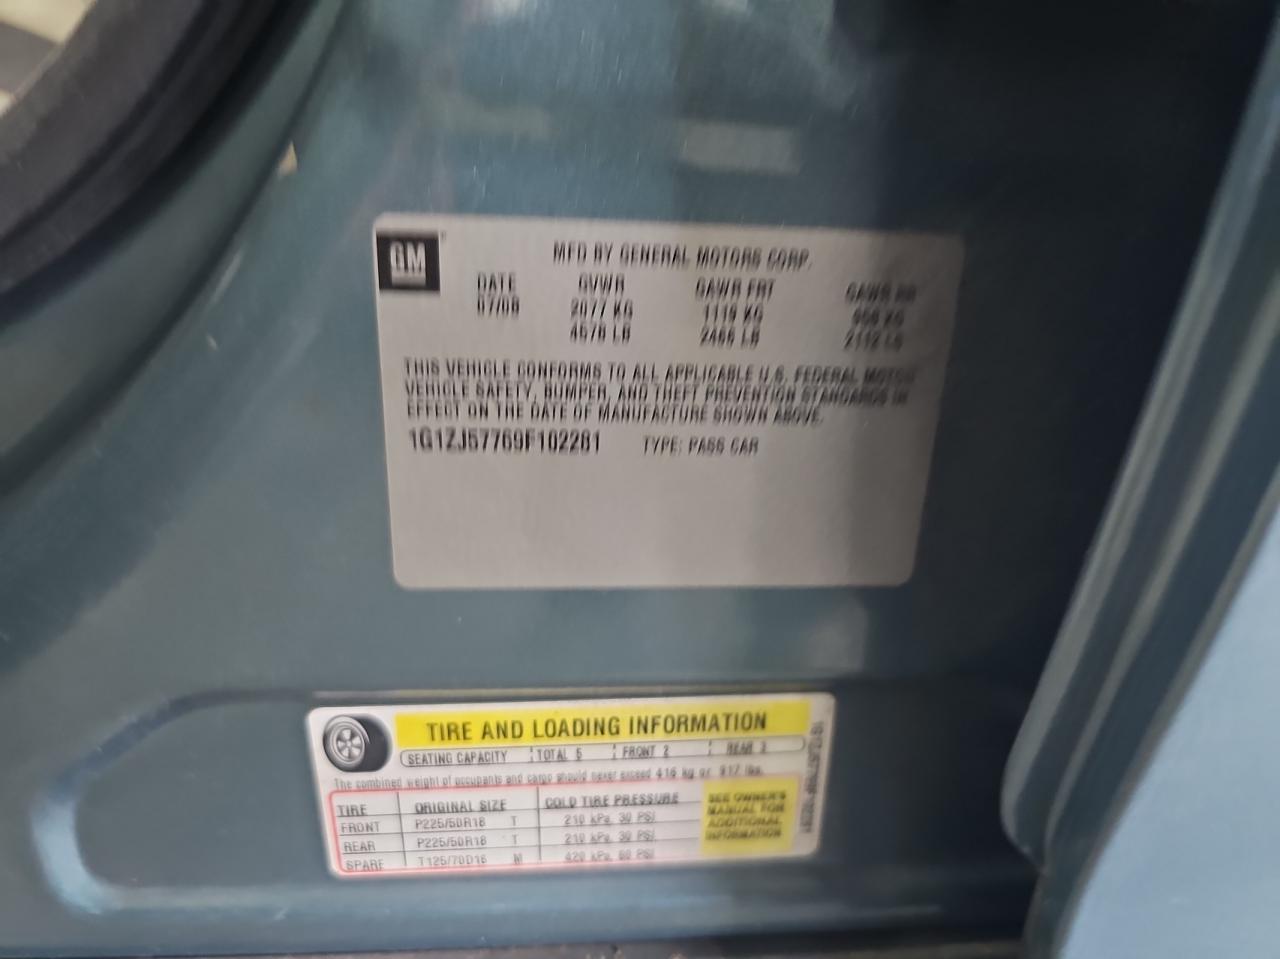 GM
MFD BY GENERAL MOTORS CORP.
DATE GVWR GAWR FRT GAWR RR
07/08 2077 KG 1119 KG 958 KG
4578 LB 2466 LB 2112 LB
THIS VEHICLE CONFORMS TO ALL APPLICABLE U.S. FEDERAL MOTOR
VEHICLE SAFETY, BUMPER, AND THEFT PREVENTION STANDARDS IN
EFFECT ON THE DATE OF MANUFACTURE SHOWN ABOVE.
1G1ZJ57769F102281 TYPE: PASS CAR
TIRE AND LOADING INFORMATION
SEATING CAPACITY TOTAL 5 FRONT 2 REAR 3
The combined weight of occupants and cargo should never exceed 416 kg or 917 lbs.
TIRE ORIGINAL SIZE COLD TIRE PRESSURE
FRONT P225/50R18 T 210 kPa, 30 PSI
REAR P225/50R18 T 210 kPa, 30 PSI
SPARE T125/70D16 M 420 kPa, 60 PSI
SEE OWNER'S
MANUAL FOR
ADDITIONAL
INFORMATION
1G1ZJ57769F102281